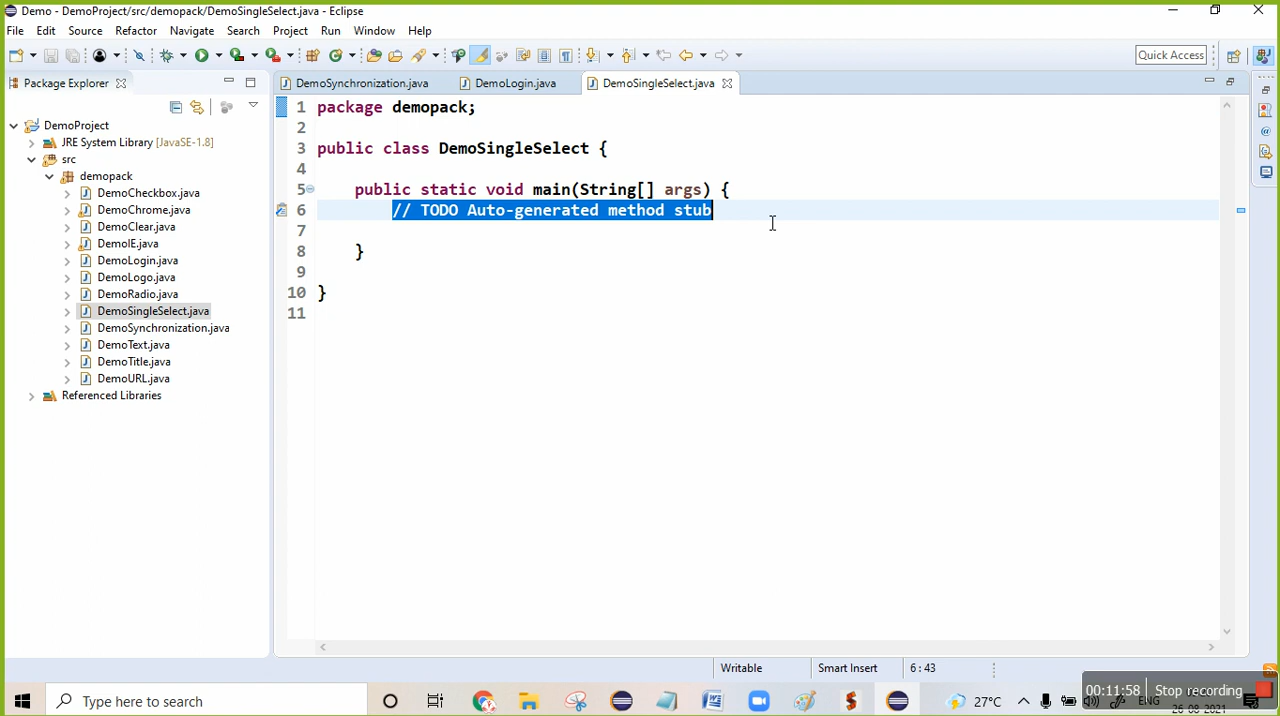 Demo - DemoProject/src/demopack/DemoSingleSelect.java - Eclipse
File Edit Source Refactor Navigate Search Project Run Window Help
Quick Access
Package Explorer
DemoSynchronization.java DemoLogin.java DemoSingleSelect.java
DemoProject
JRE System Library [JavaSE-1.8]
src
demopack
DemoCheckbox.java
DemoChrome.java
DemoClear.java
DemoIE.java
DemoLogin.java
DemoLogo.java
DemoRadio.java
DemoSingleSelect.java
DemoSynchronization.java
DemoText.java
DemoTitle.java
DemoURL.java
Referenced Libraries
1 package demopack;
2
3 public class DemoSingleSelect {
4
5 public static void main(String[] args) {
6 // TODO Auto-generated method stub
7
8 }
9
10 }
11
Writable Smart Insert 6 : 43
00:11:58 Stop recording
Type here to search
27°C
ENG
26-08-2021